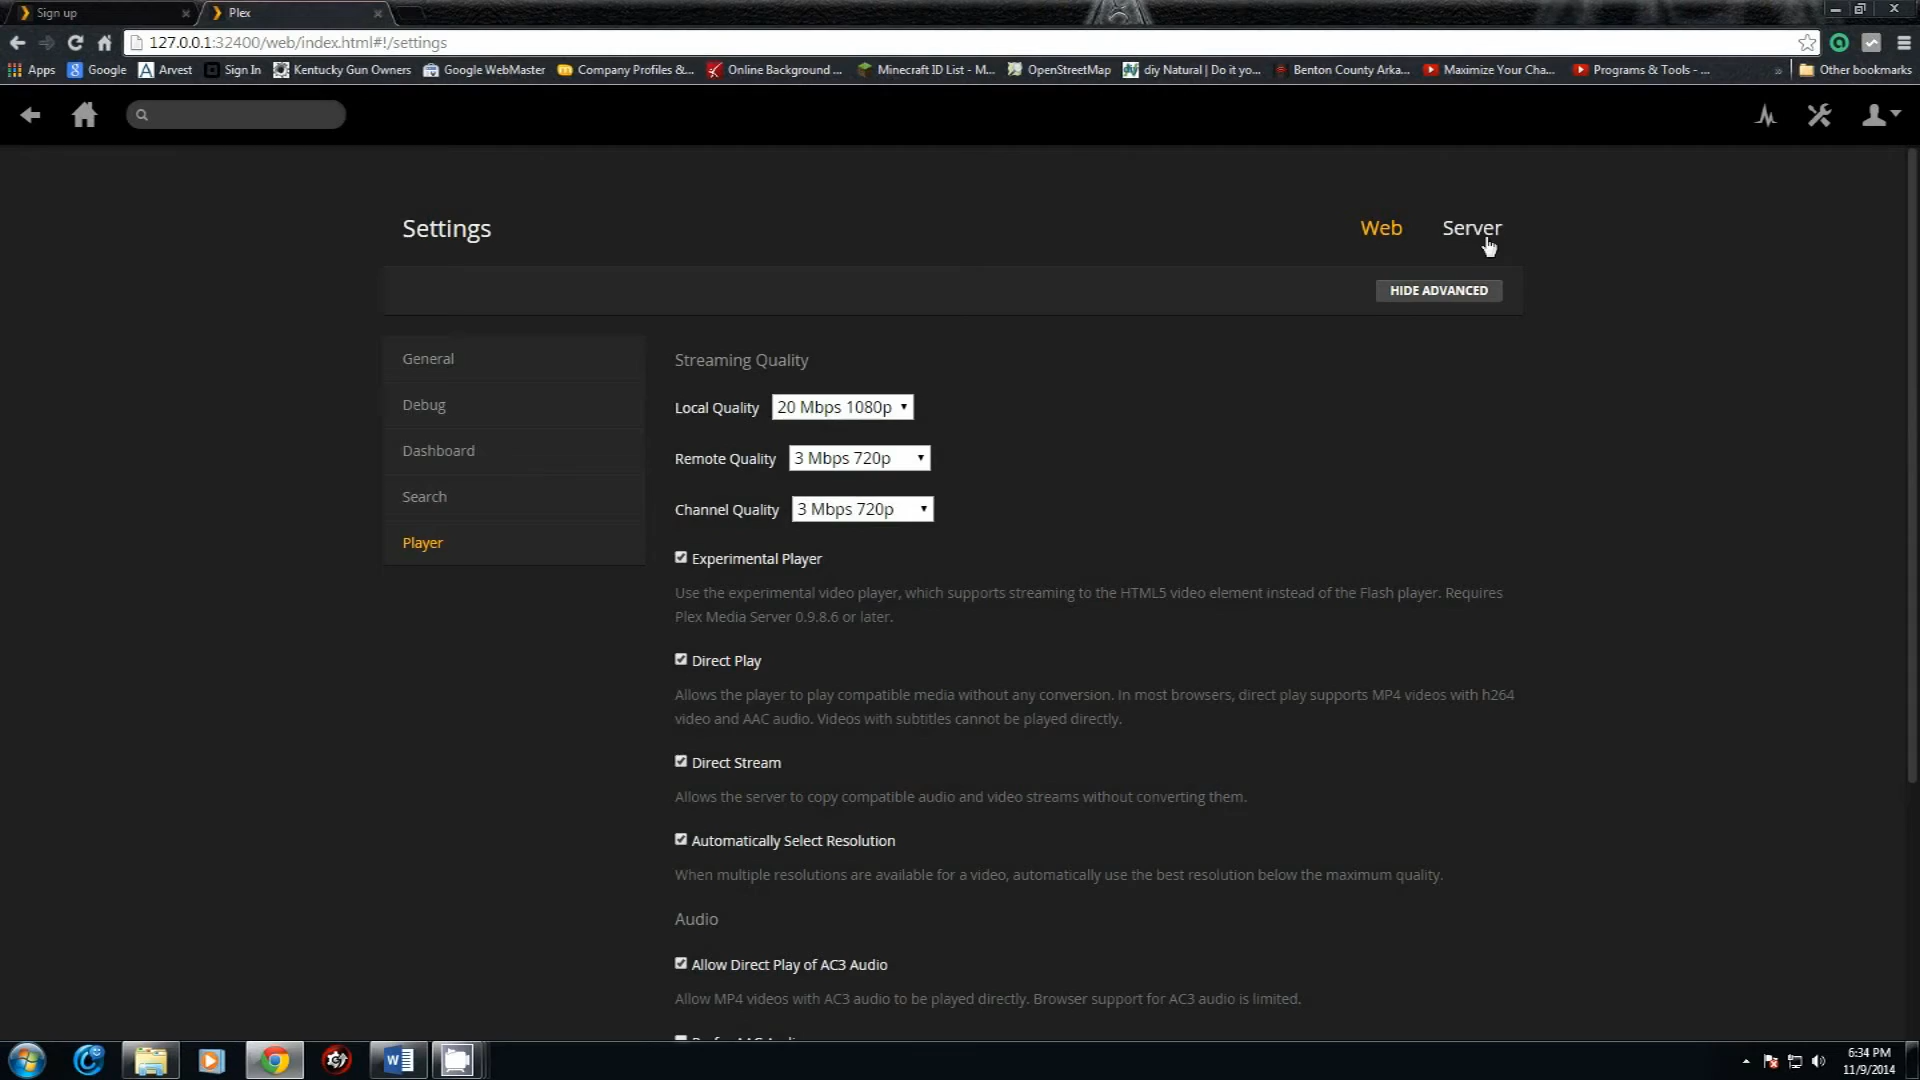 Sign up
Plex
127.0.0.1:32400/web/index.html#!/settings
Apps Google Arvest Sign In Kentucky Gun Owners Google WebMaster Company Profiles &... Online Background ... Minecraft ID List - M... OpenStreetMap diy Natural | Do it yo... Benton County Arka... Maximize Your Cha... Programs & Tools - ... » Other bookmarks
Settings
Web Server
HIDE ADVANCED
General
Debug
Dashboard
Search
Player
Streaming Quality
Local Quality 20 Mbps 1080p
Remote Quality 3 Mbps 720p
Channel Quality 3 Mbps 720p
Experimental Player
Use the experimental video player, which supports streaming to the HTML5 video element instead of the Flash player. Requires
Plex Media Server 0.9.8.6 or later.
Direct Play
Allows the player to play compatible media without any conversion. In most browsers, direct play supports MP4 videos with h264
video and AAC audio. Videos with subtitles cannot be played directly.
Direct Stream
Allows the server to copy compatible audio and video streams without converting them.
Automatically Select Resolution
When multiple resolutions are available for a video, automatically use the best resolution below the maximum quality.
Audio
Allow Direct Play of AC3 Audio
Allow MP4 videos with AC3 audio to be played directly. Browser support for AC3 audio is limited.
6:34 PM
11/9/2014